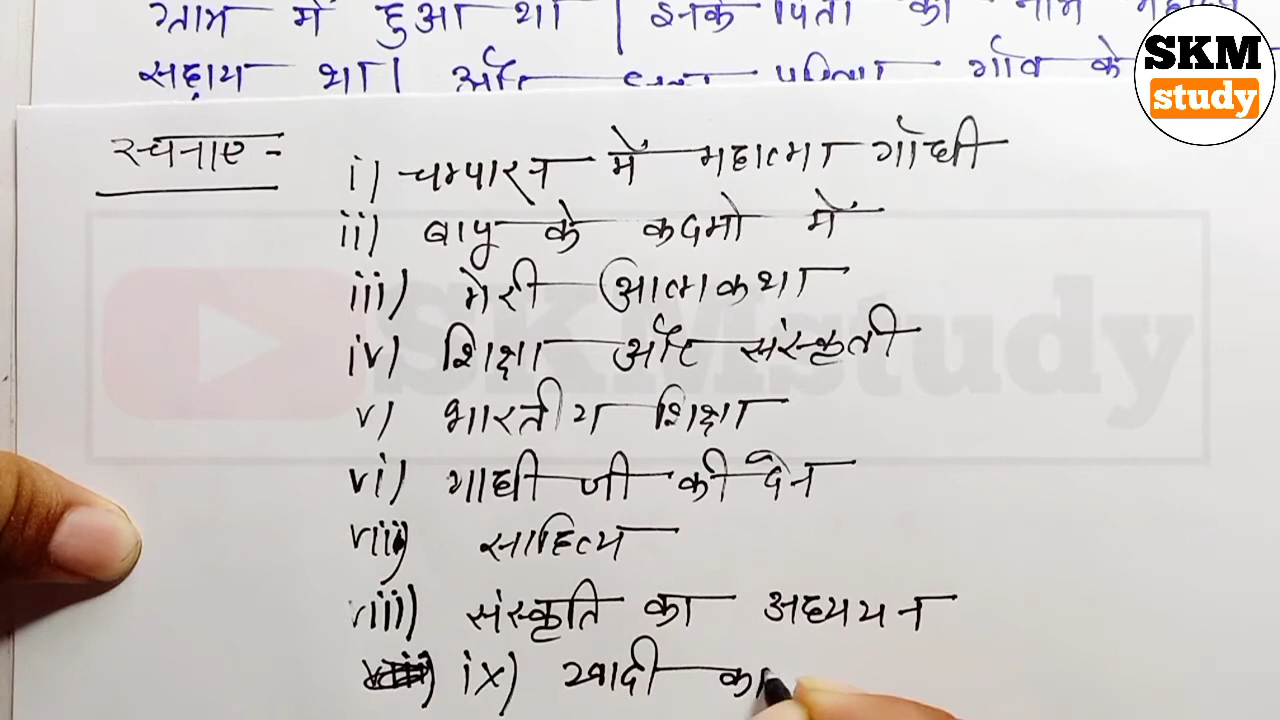 ग्राम में हुआ था | इनके पिता का नाम
सहाय था। और गाँव के
SKM
study
रचनाए -
i) चम्पारन में महात्मा गाँधी
ii) बापु के कदमो में
iii) मेरी आत्मकथा
iv) शिक्षा और संस्कृती
v) भारतीय शिक्षा
vi) गाधी जी की देन
vii) साहित्य
viii) संस्कृति का अध्ययन
ix) खादी का
SKMstudy